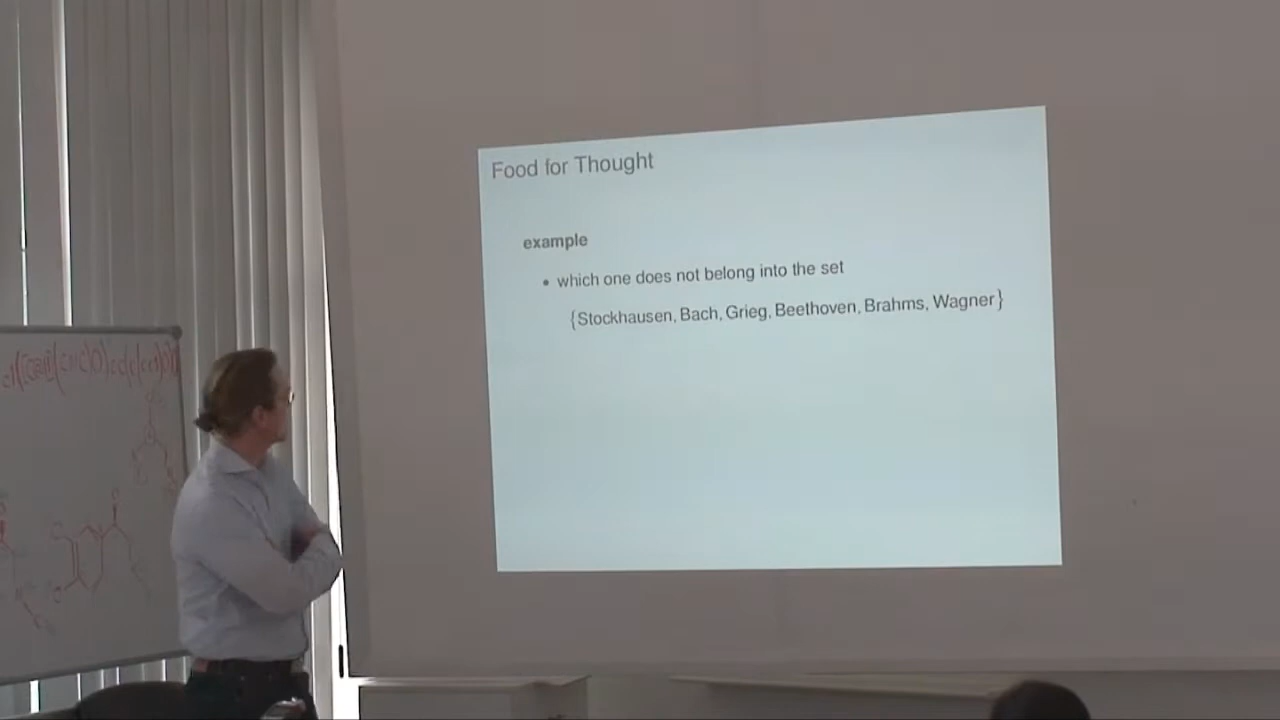 Food for Thought
example
• which one does not belong into the set
{Stockhausen, Bach, Grieg, Beethoven, Brahms, Wagner}